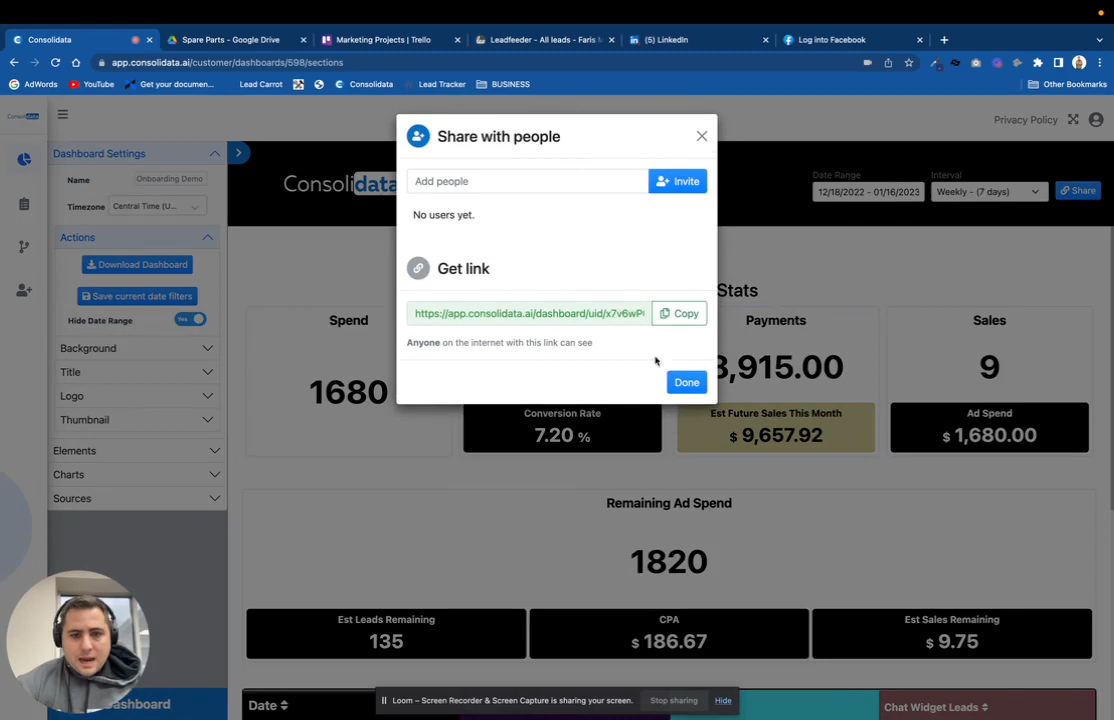 Consolidata
Spare Parts - Google Drive
Marketing Projects | Trello
Leadfeeder - All leads - Faris
(5) LinkedIn
Log into Facebook
app.consolidata.ai/customer/dashboards/598/sections
AdWords
YouTube
Get your documen...
Lead Carrot
Consolidata
Lead Tracker
BUSINESS
Other Bookmarks
Consolidata
Privacy Policy
Dashboard Settings
Name
Onboarding Demo
Timezone
Central Time (U...
Actions
Download Dashboard
Save current date filters
Hide Date Range
Yes
Background
Title
Logo
Thumbnail
Elements
Charts
Sources
Dashboard
Share with people
Add people
Invite
No users yet.
Get link
https://app.consolidata.ai/dashboard/uid/x7v6wP
Copy
Anyone on the internet with this link can see
Done
Consolidata
Date Range
12/18/2022 - 01/16/2023
Interval
Weekly - (7 days)
Share
Stats
Spend
1680
Conversion Rate
7.20 %
Payments
8,915.00
Est Future Sales This Month
$ 9,657.92
Sales
9
Ad Spend
$ 1,680.00
Remaining Ad Spend
1820
Est Leads Remaining
135
CPA
$ 186.67
Est Sales Remaining
$ 9.75
Date
Chat Widget Leads
Loom – Screen Recorder & Screen Capture is sharing your screen.
Stop sharing
Hide